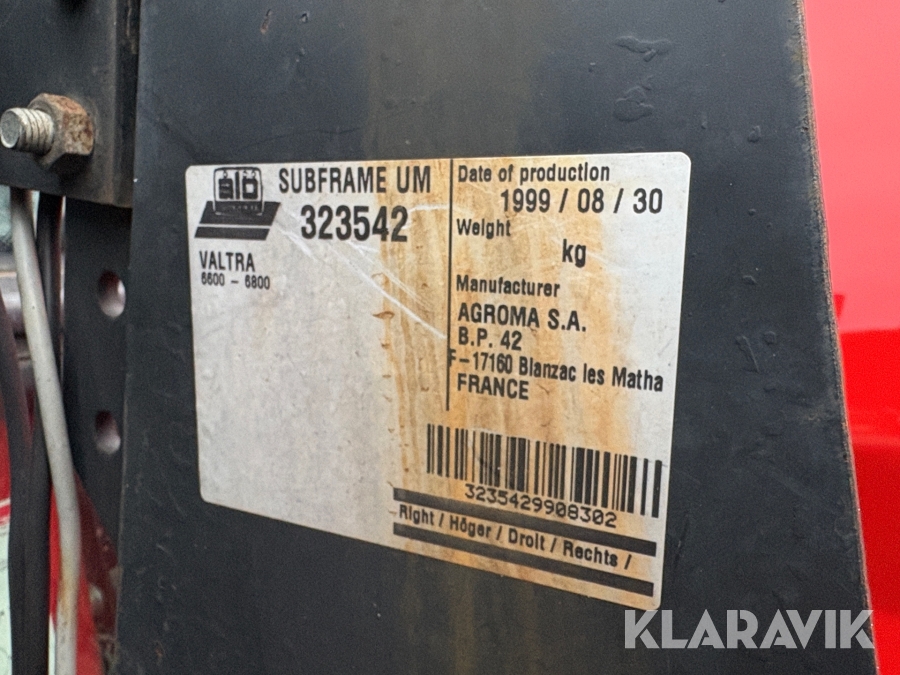 SUBFRAME UM
323542
VALTRA
6600 - 6800
Date of production
1999 / 08 / 30
Weight
kg
Manufacturer
AGROMA S.A.
B.P. 42
F-17160 Blanzac les Matha
FRANCE
3235429908302
Right / Höger / Droit / Rechts /
KLARAVIK